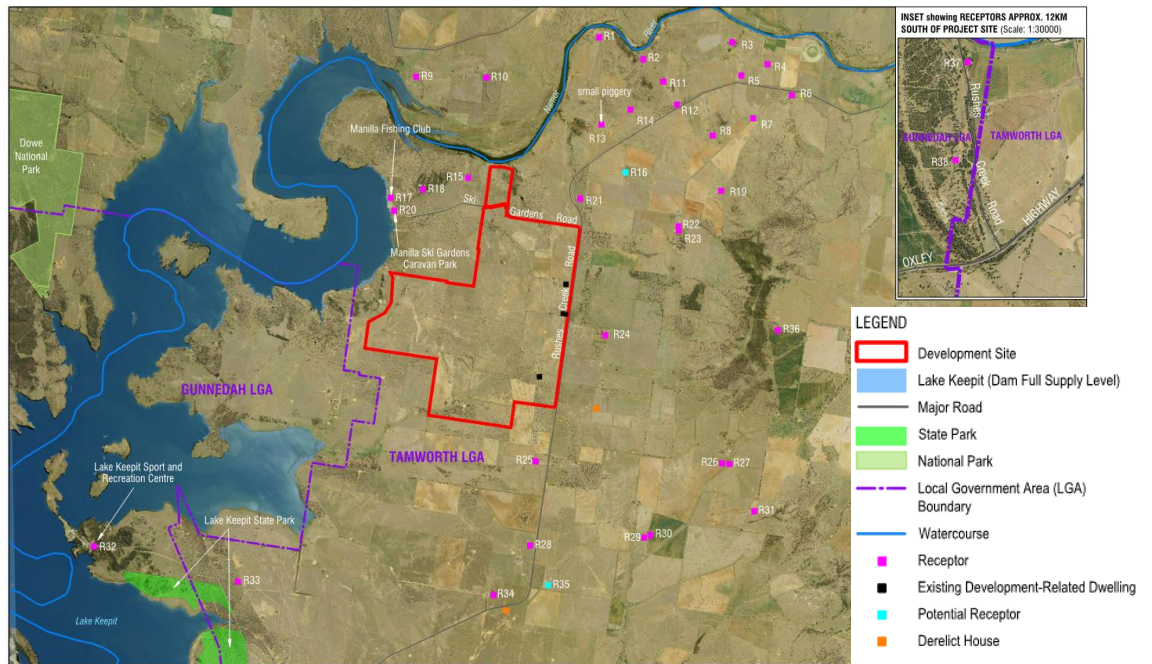 INSET showing RECEPTORS APPROX. 12KM
SOUTH OF PROJECT SITE (Scale: 1:30000)
R37
Rushes
GUNNEDAH LGA
TAMWORTH LGA
R38
Creek
Road
HIGHWAY
OXLEY
R1
River
R2
R3
R4
R5
R6
R9
R10
R11
small piggery
Namoi
R12
R14
R7
R8
R13
Manilla Fishing Club
Dowe
National
Park
R15
R16
R18
R17
R19
R20
Ski
Gardens
Road
R21
R22
R23
Manilla Ski Gardens
Caravan Park
Road
Creek
Rushes
R24
R36
GUNNEDAH LGA
TAMWORTH LGA
R25
R26
R27
Lake Keepit Sport and
Recreation Centre
R31
Lake Keepit State Park
R29
R30
R28
R32
R33
R34
R35
Lake Keepit
LEGEND
Development Site
Lake Keepit (Dam Full Supply Level)
Major Road
State Park
National Park
Local Government Area (LGA)
Boundary
Watercourse
Receptor
Existing Development-Related Dwelling
Potential Receptor
Derelict House